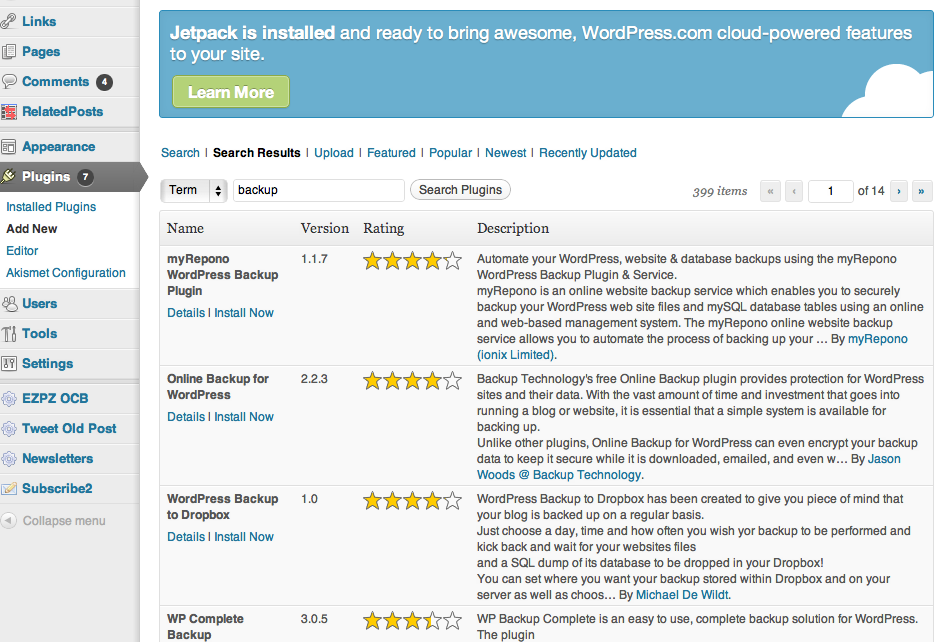 Links
Pages
Comments 4
RelatedPosts
Appearance
Plugins 7
Installed Plugins
Add New
Editor
Akismet Configuration
Users
Tools
Settings
EZPZ OCB
Tweet Old Post
Newsletters
Subscribe2
Collapse menu
Jetpack is installed and ready to bring awesome, WordPress.com cloud-powered features
to your site.
Learn More
Search | Search Results | Upload | Featured | Popular | Newest | Recently Updated
Term backup Search Plugins 399 items « ‹ 1 of 14 › »
Name Version Rating Description
myRepono
WordPress Backup
Plugin
Details | Install Now
1.1.7
Automate your WordPress, website & database backups using the myRepono
WordPress Backup Plugin & Service.
myRepono is an online website backup service which enables you to securely
backup your WordPress web site files and mySQL database tables using an online
and web-based management system. The myRepono online website backup
service allows you to automate the process of backing up your … By myRepono
(ionix Limited).
Online Backup for
WordPress
Details | Install Now
2.2.3
Backup Technology's free Online Backup plugin provides protection for WordPress
sites and their data. With the vast amount of time and investment that goes into
running a blog or website, it is essential that a simple system is available for
backing up.
Unlike other plugins, Online Backup for WordPress can even encrypt your backup
data to keep it secure while it is downloaded, emailed, and even w… By Jason
Woods @ Backup Technology.
WordPress Backup
to Dropbox
Details | Install Now
1.0
WordPress Backup to Dropbox has been created to give you piece of mind that
your blog is backed up on a regular basis.
Just choose a day, time and how often you wish yor backup to be performed and
kick back and wait for your websites files
and a SQL dump of its database to be dropped in your Dropbox!
You can set where you want your backup stored within Dropbox and on your
server as well as choos… By Michael De Wildt.
WP Complete
Backup
3.0.5
WP Backup Complete is an easy to use, complete backup solution for WordPress.
The plugin